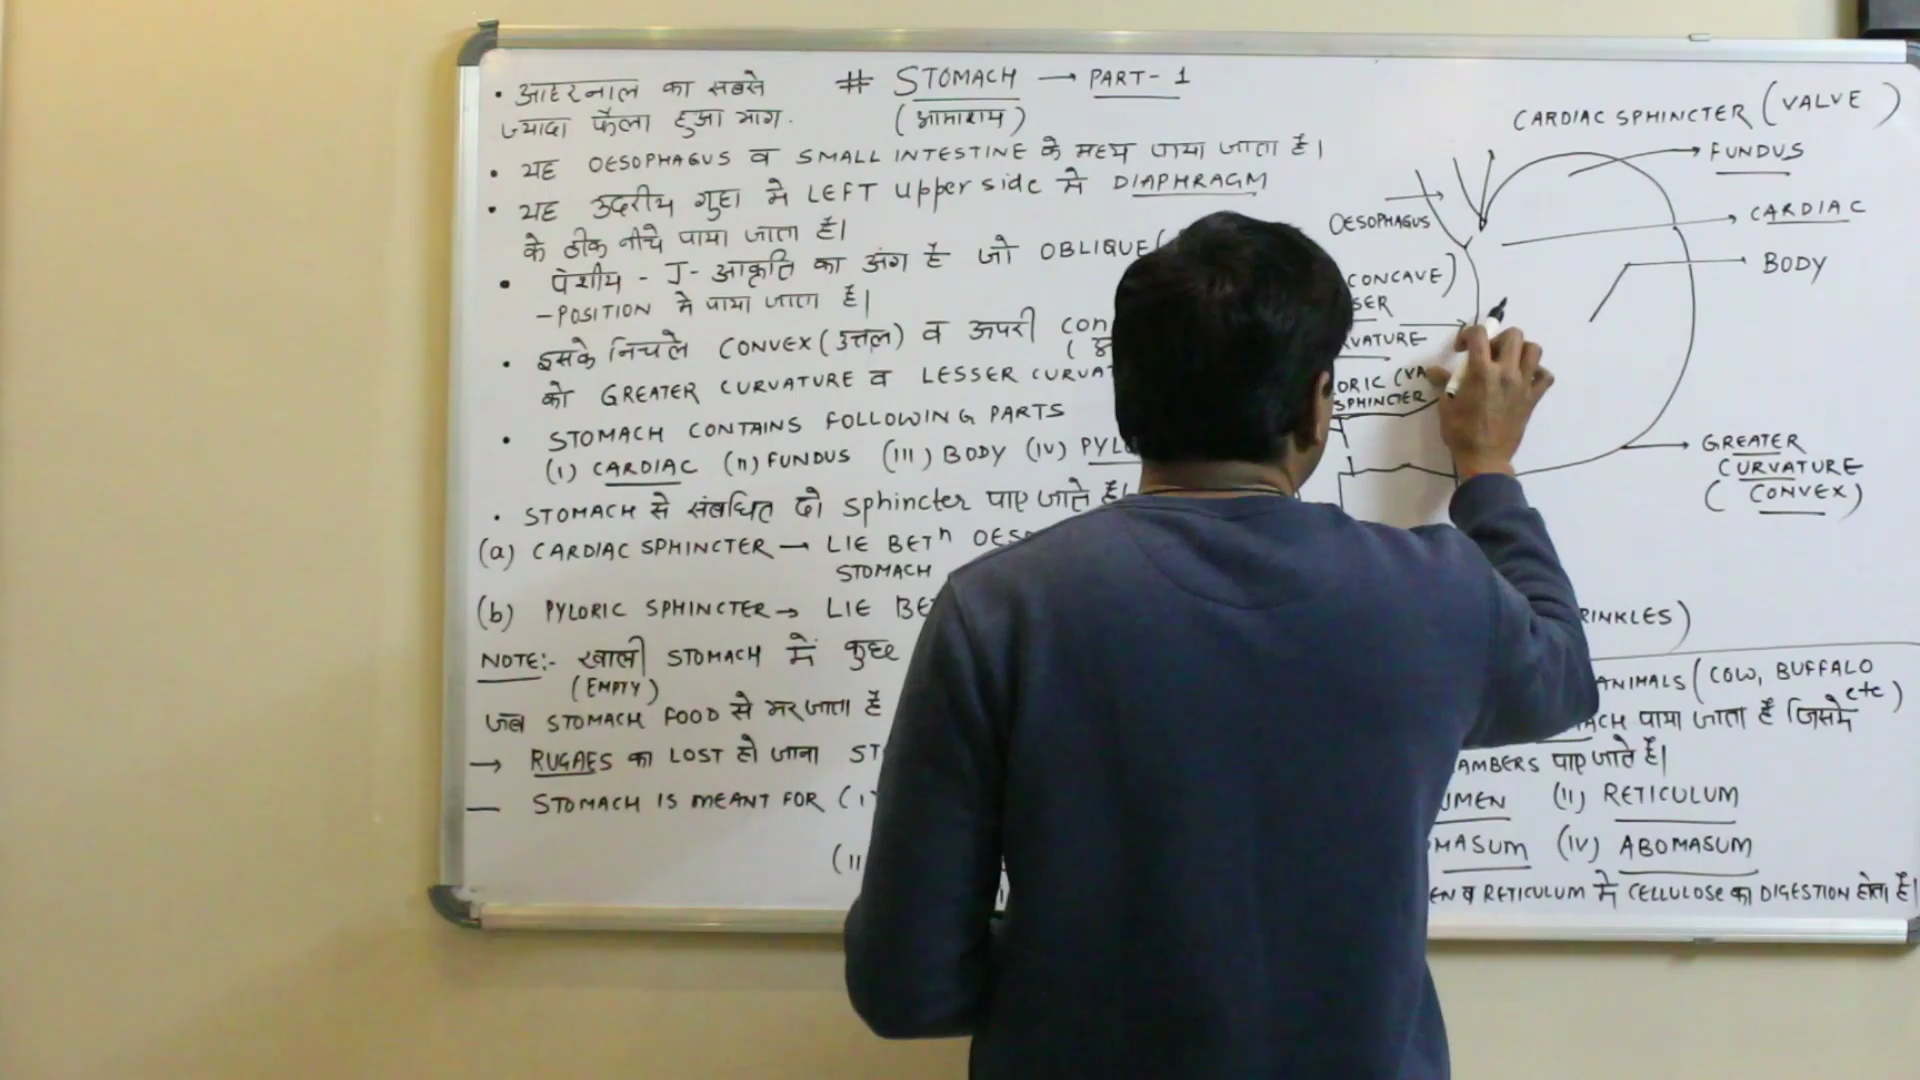 # STOMACH → PART-1
(आमाशय)
• आहारनाल का सबसे
ज्यादा फैला हुआ भाग.
• यह OESOPHAGUS व SMALL INTESTINE के मध्य पाया जाता है।
• यह उदरीय गुहा मे LEFT upper side मे DIAPHRAGM
के ठीक नीचे पाया जाता है।
• पेशीय - J- आकृति का अंग है जो OBLIQUE
-POSITION मे पाया जाता है।
• इसके निचले CONVEX (उत्तल) व ऊपरी con
को GREATER CURVATURE व LESSER CURVA
• STOMACH CONTAINS FOLLOWING PARTS
(I) CARDIAC (II) FUNDUS (III) BODY (IV) PYL
• STOMACH से संबंधित दो sphincter पाए जाते है।
(a) CARDIAC SPHINCTER → LIE BETⁿ OES
STOMACH
(b) PYLORIC SPHINCTER → LIE BE
NOTE:- खाली STOMACH में कुछ
(EMPTY)
जब STOMACH FOOD से भर जाता है
→ RUGAES का LOST हो जाना ST
— STOMACH IS MEANT FOR (I
(II
CARDIAC SPHINCTER (VALVE)
→ FUNDUS
OESOPHAGUS
→ CARDIAC
→ BODY
CONCAVE)
SER
VATURE
ORIC (VA
SPHINCTER
→ GREATER
CURVATURE
(CONVEX)
RINKLES)
ANIMALS (COW, BUFFALO
etc)
ACH पाया जाता है जिसमे
AMBERS पाए जाते है।
UMEN (II) RETICULUM
MASUM (IV) ABOMASUM
EN व RETICULUM मे CELLULOSE का DIGESTION होता है।